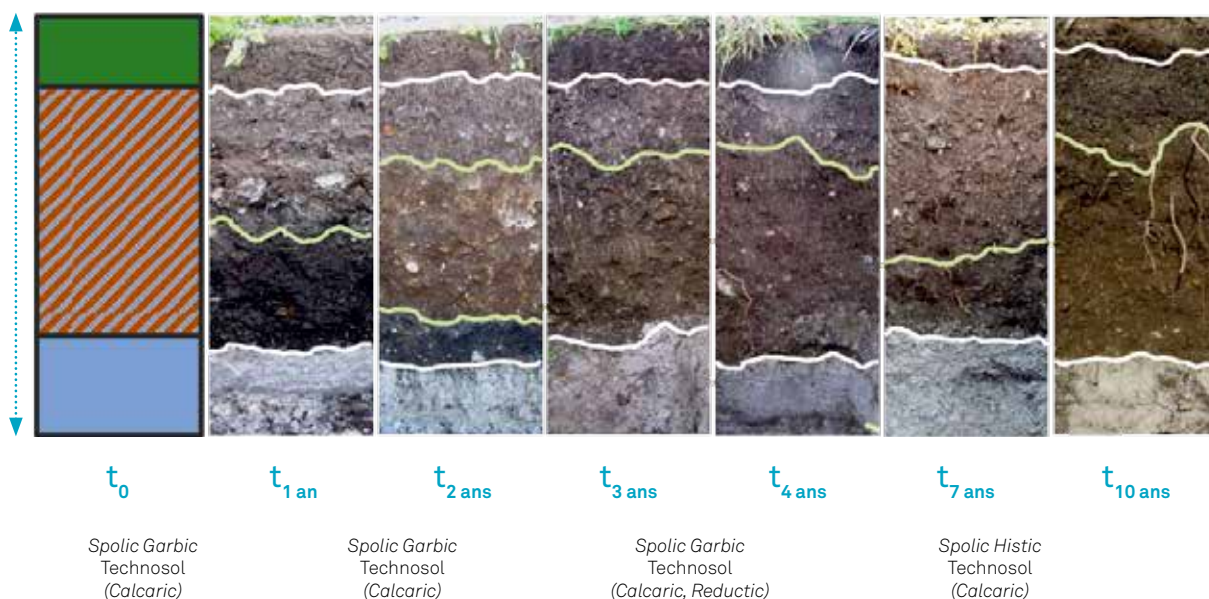 t0
t1 an
t2 ans
t3 ans
t4 ans
t7 ans
t10 ans
Spolic Garbic
Technosol
(Calcaric)
Spolic Garbic
Technosol
(Calcaric)
Spolic Garbic
Technosol
(Calcaric, Reductic)
Spolic Histic
Technosol
(Calcaric)